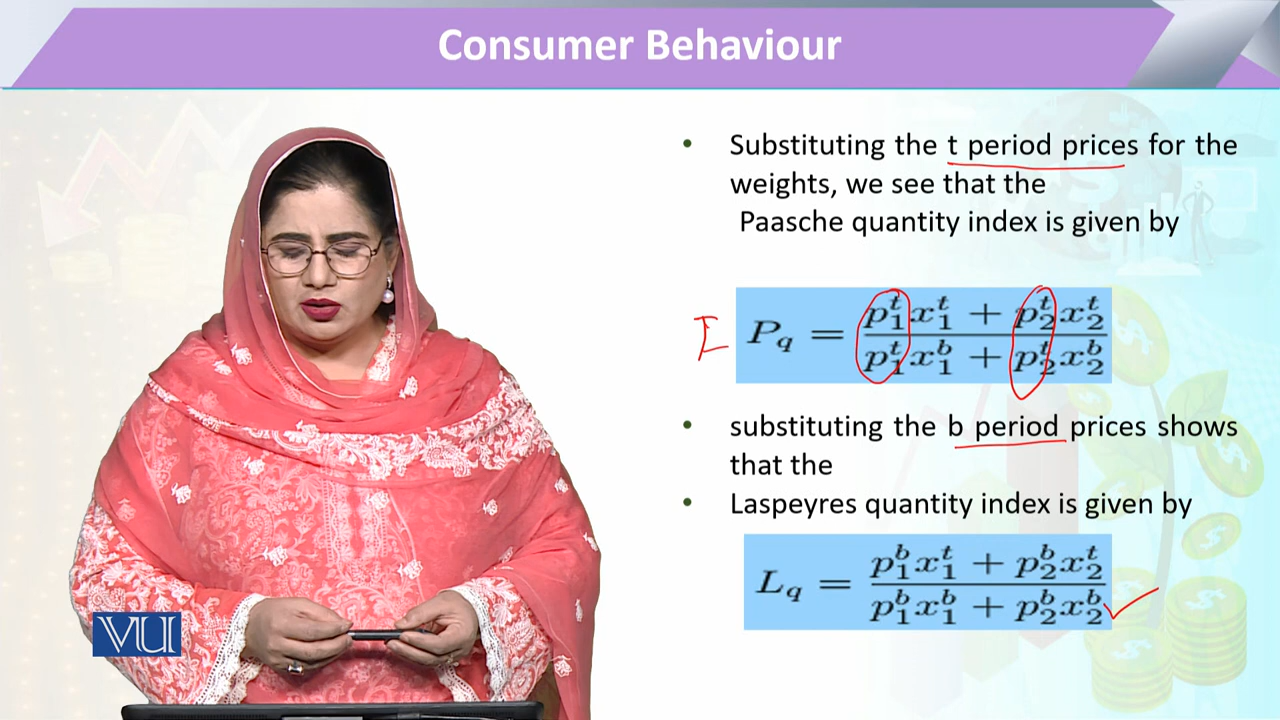 Consumer Behaviour
• Substituting the t period prices for the
weights, we see that the
Paasche quantity index is given by
I
P_q = (p_1^t x_1^t + p_2^t x_2^t) / (p_1^t x_1^b + p_2^t x_2^b)
• substituting the b period prices shows
that the
• Laspeyres quantity index is given by
L_q = (p_1^b x_1^t + p_2^b x_2^t) / (p_1^b x_1^b + p_2^b x_2^b)
VU